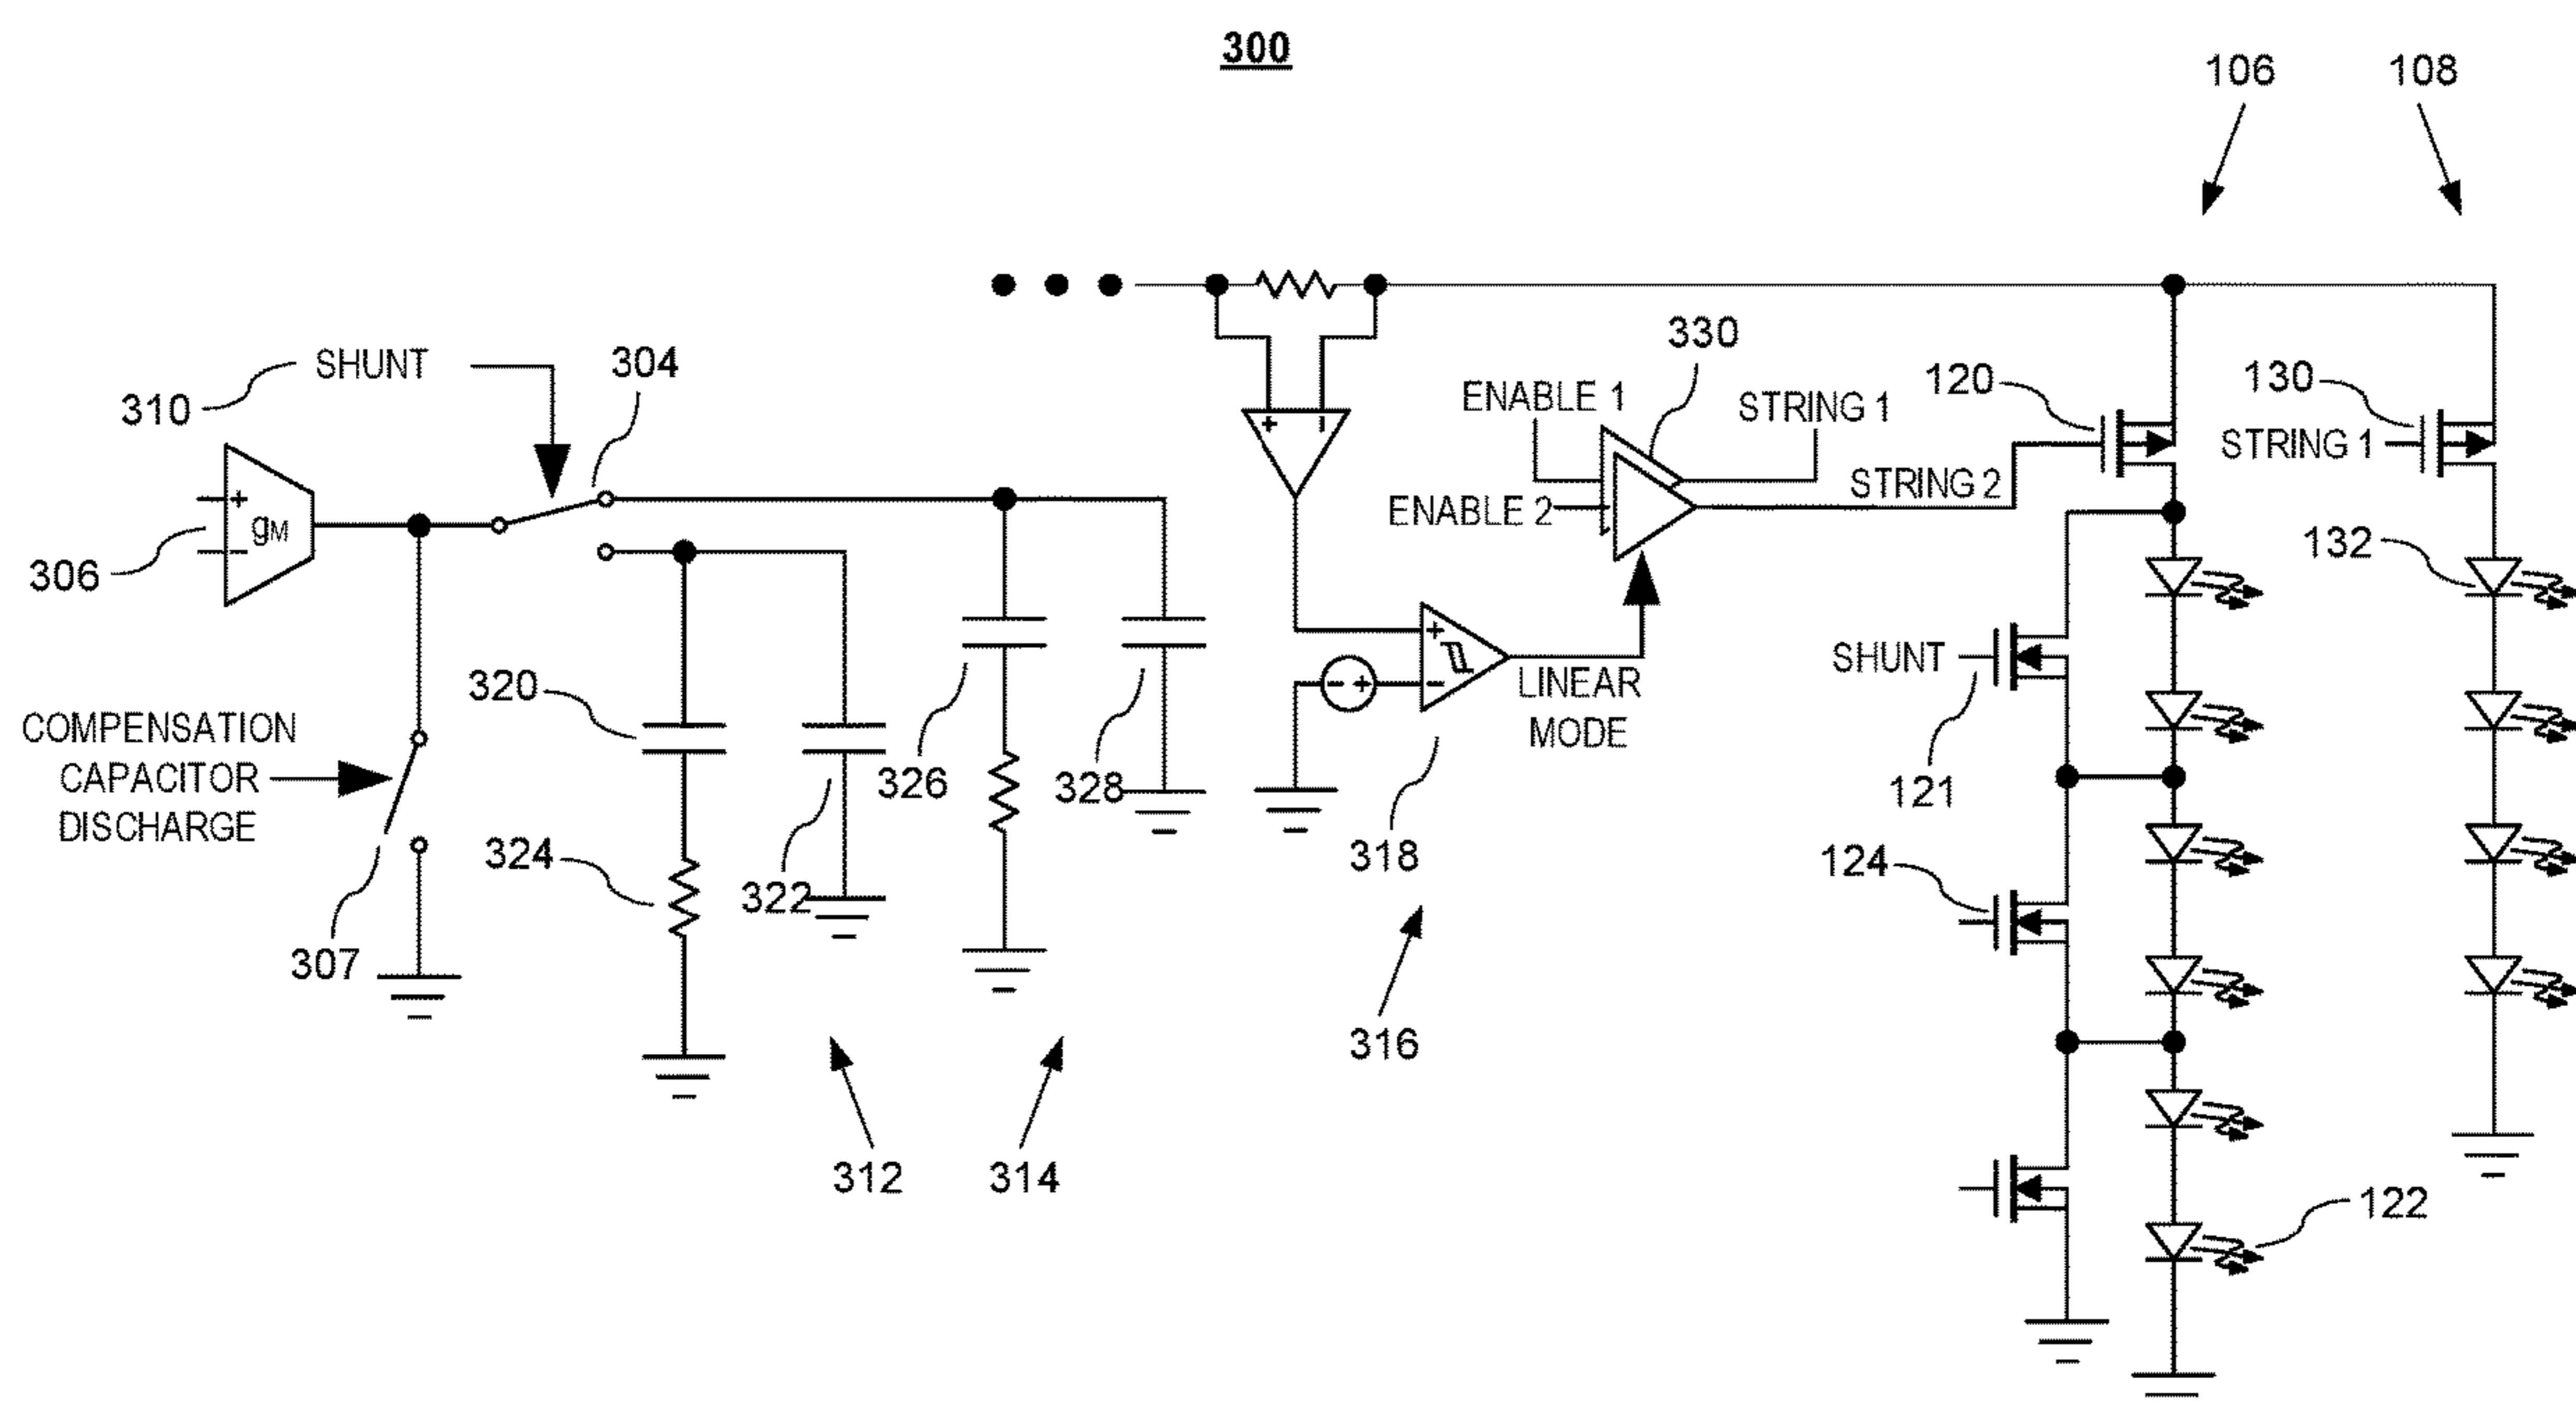 300
106
108
310
SHUNT
304
330
ENABLE 1
STRING 1
120
130
STRING 1
ENABLE 2
STRING 2
+
gM
−
306
+
−
132
SHUNT
+
−
− +
LINEAR
MODE
320
COMPENSATION
CAPACITOR
DISCHARGE
326
328
121
324
322
318
124
307
316
312
314
122